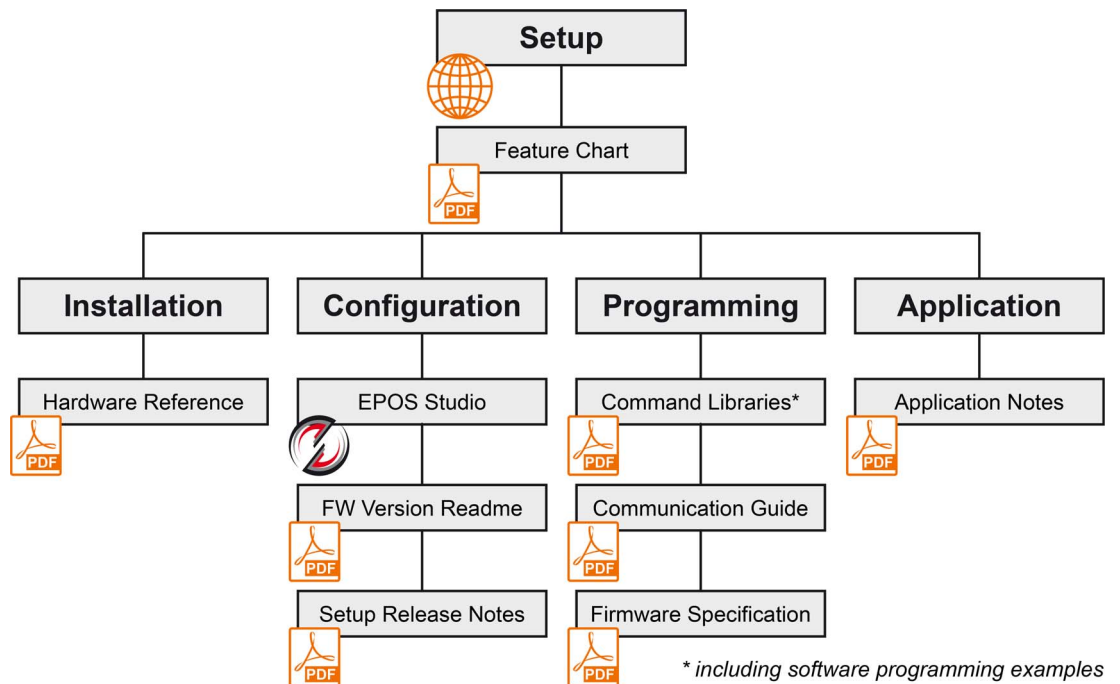 Setup
Feature Chart
PDF
Installation
Configuration
Programming
Application
Hardware Reference
EPOS Studio
Command Libraries*
Application Notes
PDF
PDF
PDF
FW Version Readme
Communication Guide
PDF
PDF
Setup Release Notes
Firmware Specification
PDF
PDF
* including software programming examples